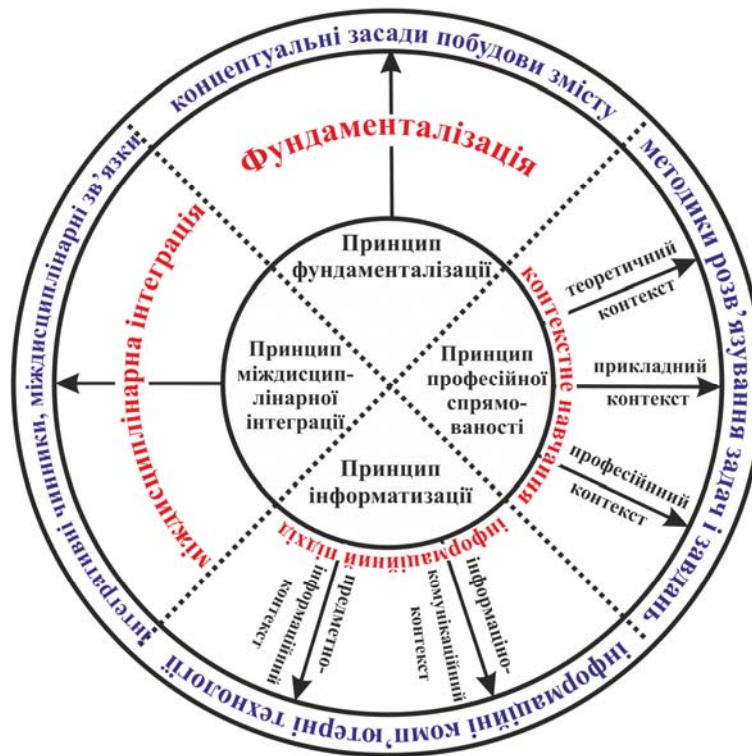 концептуальні засади побудови змісту
методики розв’язування задач і завдань
інформаційні комп’ютерні технології
інтегративні чинники, міждисциплінарні зв’язки
Фундаменталізація
міждисциплінарна інтеграція
контекстне навчання
інформаційний підхід
Принцип
фундаменталізації
Принцип
міждисцип-
лінарної
інтеграції
Принцип
професійної
спрямо-
ваності
Принцип
інформатизації
теоретичний
контекст
прикладний
контекст
професійнний
контекст
інформаціно-
комунікаційний
контекст
предметно-
інформаційний
контекст